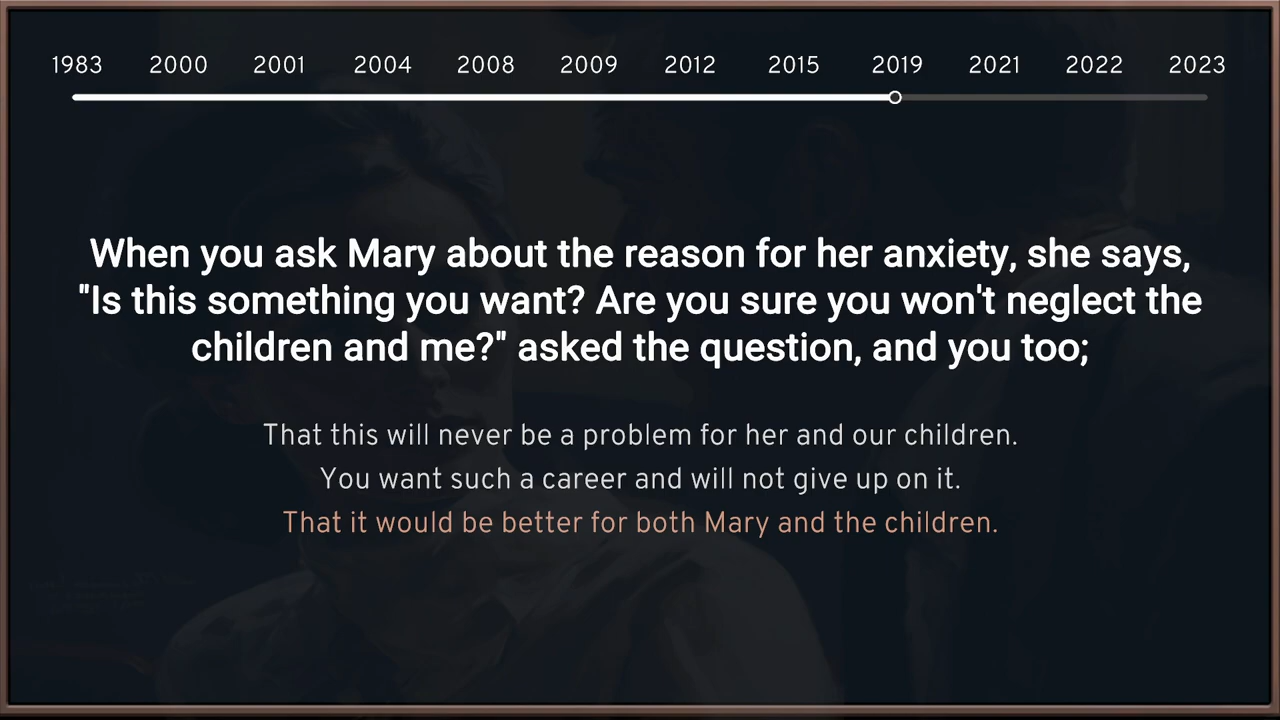 1983 2000 2001 2004 2008 2009 2012 2015 2019 2021 2022 2023
When you ask Mary about the reason for her anxiety, she says,
"Is this something you want? Are you sure you won't neglect the
children and me?" asked the question, and you too;
That this will never be a problem for her and our children.
You want such a career and will not give up on it.
That it would be better for both Mary and the children.